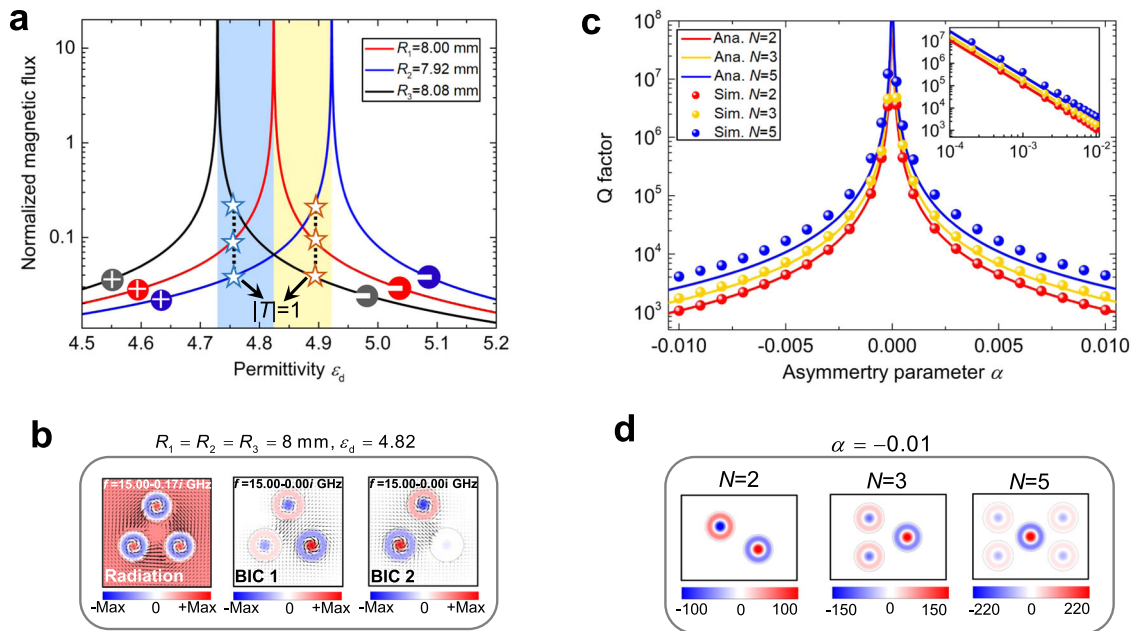 a
Normalized magnetic flux
10
1
0.1
R1=8.00 mm
R2=7.92 mm
R3=8.08 mm
+ + +
- - -
|T|=1
4.5 4.6 4.7 4.8 4.9 5.0 5.1 5.2
Permittivity εd
b
R1 = R2 = R3 = 8 mm, εd = 4.82
f=15.00-0.17i GHz
Radiation
-Max 0 +Max
f=15.00-0.00i GHz
BIC 1
-Max 0 +Max
f=15.00-0.00i GHz
BIC 2
-Max 0 +Max
c
Q factor
10^8
10^7
10^6
10^5
10^4
10^3
Ana. N=2
Ana. N=3
Ana. N=5
Sim. N=2
Sim. N=3
Sim. N=5
10^7
10^6
10^5
10^4
10^3
10^-4 10^-3 10^-2
-0.010 -0.005 0.000 0.005 0.010
Asymmetry parameter α
d
α = −0.01
N=2
-100 0 100
N=3
-150 0 150
N=5
-220 0 220